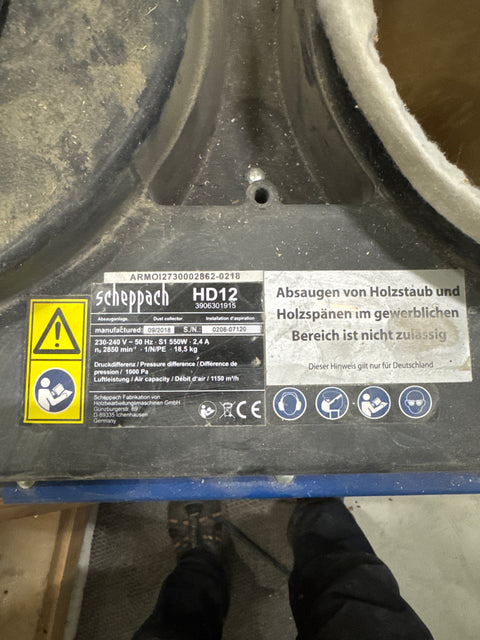 ARMOI2730002862-0218
scheppach HD12
3906301915
Absauganlage Dust collector Installation d'aspiration
manufactured: 09/2018 S./N.: 0206-07120
230-240 V ~ 50 Hz · S1 550W · 2,4 A
n₀ 2850 min⁻¹ · 1/N/PE · 18,5 kg
Druckdifferenz / Pressure difference / Différence de
pression / 1000 Pa
Luftleistung / Air capacity / Débit d'air / 1150 m³/h
Scheppach Fabrikation von
Holzbearbeitungsmaschinen GmbH
Günzburgerstr. 69
D-89335 Ichenhausen
Germany
CE
Absaugen von Holzstaub und
Holzspänen im gewerblichen
Bereich ist nicht zulässig
Dieser Hinweis gilt nur für Deutschland